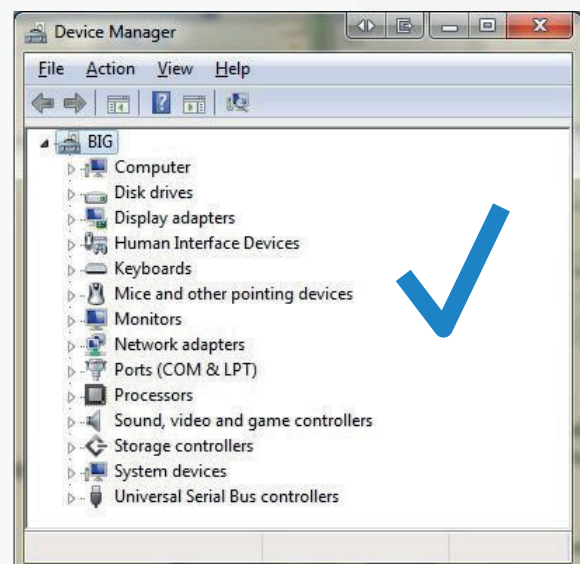 Device Manager
File Action View Help
BIG
Computer
Disk drives
Display adapters
Human Interface Devices
Keyboards
Mice and other pointing devices
Monitors
Network adapters
Ports (COM & LPT)
Processors
Sound, video and game controllers
Storage controllers
System devices
Universal Serial Bus controllers